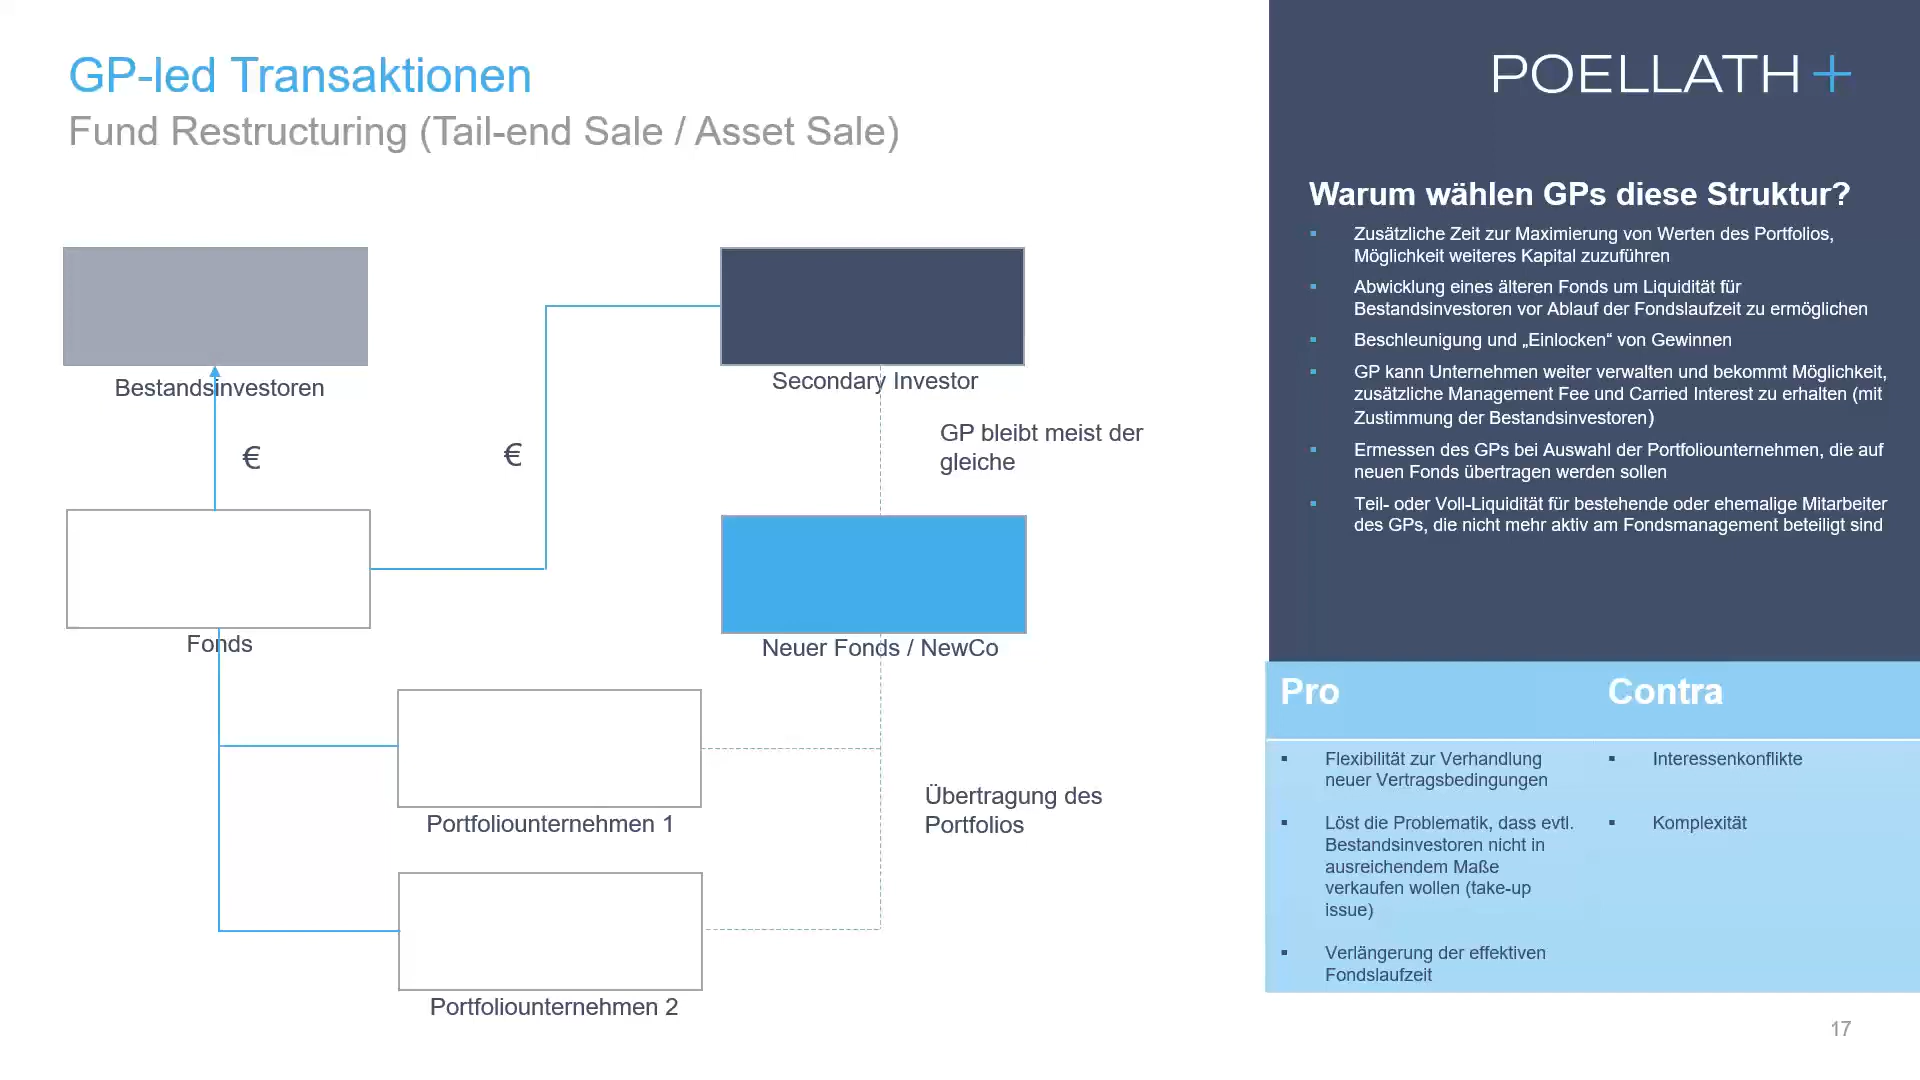 GP-led Transaktionen
Fund Restructuring (Tail-end Sale / Asset Sale)
Bestandsinvestoren
Secondary Investor
GP bleibt meist der
gleiche
€
€
Fonds
Neuer Fonds / NewCo
Portfoliounternehmen 1
Übertragung des
Portfolios
Portfoliounternehmen 2
POELLATH+
Warum wählen GPs diese Struktur?
▪ Zusätzliche Zeit zur Maximierung von Werten des Portfolios,
Möglichkeit weiteres Kapital zuzuführen
▪ Abwicklung eines älteren Fonds um Liquidität für
Bestandsinvestoren vor Ablauf der Fondslaufzeit zu ermöglichen
▪ Beschleunigung und „Einlocken“ von Gewinnen
▪ GP kann Unternehmen weiter verwalten und bekommt Möglichkeit,
zusätzliche Management Fee und Carried Interest zu erhalten (mit
Zustimmung der Bestandsinvestoren)
▪ Ermessen des GPs bei Auswahl der Portfoliounternehmen, die auf
neuen Fonds übertragen werden sollen
▪ Teil- oder Voll-Liquidität für bestehende oder ehemalige Mitarbeiter
des GPs, die nicht mehr aktiv am Fondsmanagement beteiligt sind
Pro
▪ Flexibilität zur Verhandlung
neuer Vertragsbedingungen
▪ Löst die Problematik, dass evtl.
Bestandsinvestoren nicht in
ausreichendem Maße
verkaufen wollen (take-up
issue)
▪ Verlängerung der effektiven
Fondslaufzeit
Contra
▪ Interessenkonflikte
▪ Komplexität
17